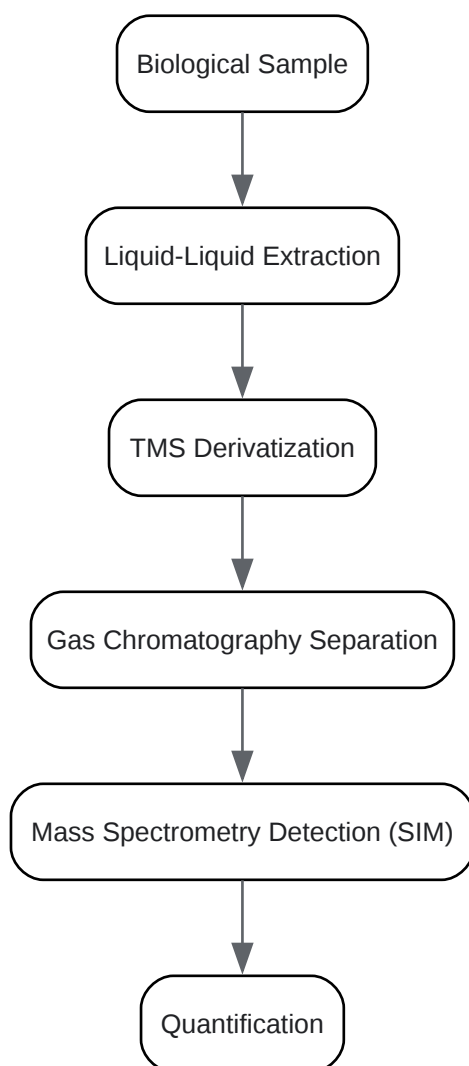 Biological Sample
Liquid-Liquid Extraction
TMS Derivatization
Gas Chromatography Separation
Mass Spectrometry Detection (SIM)
Quantification